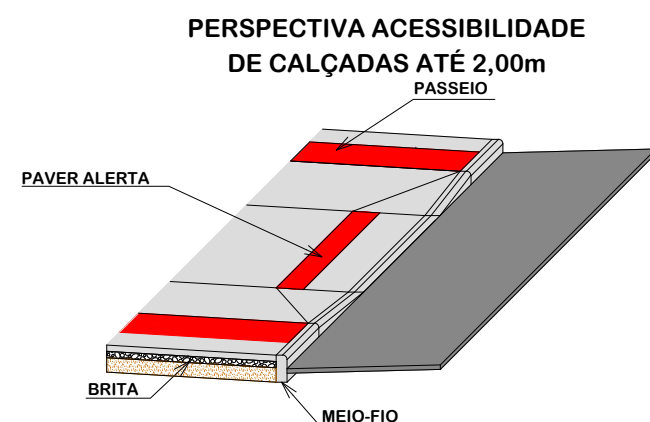 PERSPECTIVA ACESSIBILIDADE
DE CALÇADAS ATÉ 2,00m
PASSEIO
PAVER ALERTA
BRITA
MEIO-FIO